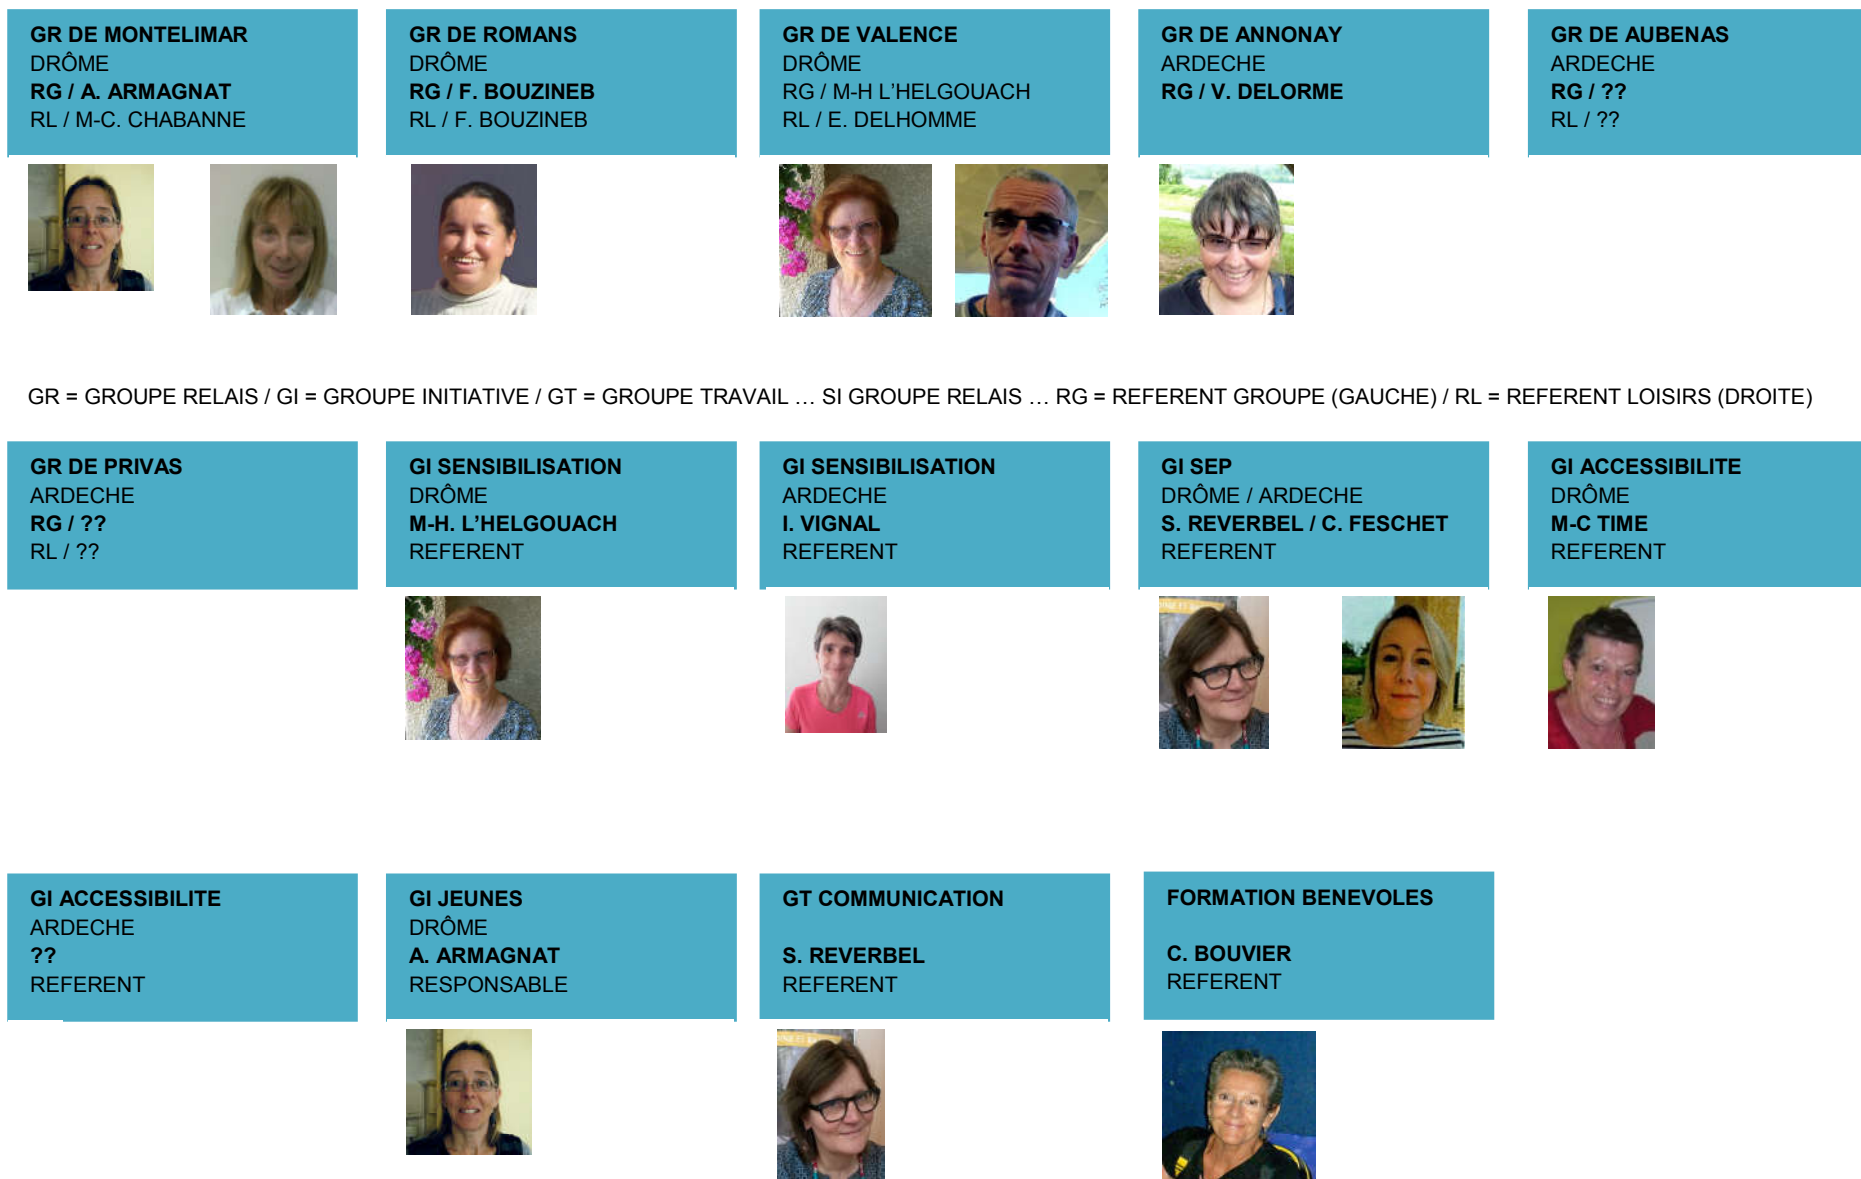 GR DE MONTELIMAR
DRÔME
RG / A. ARMAGNAT
RL / M-C. CHABANNE
GR DE ROMANS
DRÔME
RG / F. BOUZINEB
RL / F. BOUZINEB
GR DE VALENCE
DRÔME
RG / M-H L’HELGOUACH
RL / E. DELHOMME
GR DE ANNONAY
ARDECHE
RG / V. DELORME
GR DE AUBENAS
ARDECHE
RG / ??
RL / ??
GR = GROUPE RELAIS / GI = GROUPE INITIATIVE / GT = GROUPE TRAVAIL … SI GROUPE RELAIS … RG = REFERENT GROUPE (GAUCHE) / RL = REFERENT LOISIRS (DROITE)
GR DE PRIVAS
ARDECHE
RG / ??
RL / ??
GI SENSIBILISATION
DRÔME
M-H. L’HELGOUACH
REFERENT
GI SENSIBILISATION
ARDECHE
I. VIGNAL
REFERENT
GI SEP
DRÔME / ARDECHE
S. REVERBEL / C. FESCHET
REFERENT
GI ACCESSIBILITE
DRÔME
M-C TIME
REFERENT
GI ACCESSIBILITE
ARDECHE
??
REFERENT
GI JEUNES
DRÔME
A. ARMAGNAT
RESPONSABLE
GT COMMUNICATION
S. REVERBEL
REFERENT
FORMATION BENEVOLES
C. BOUVIER
REFERENT